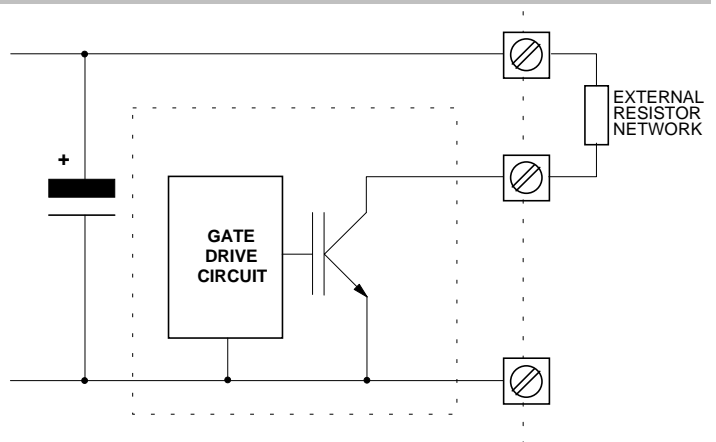 EXTERNAL
RESISTOR
NETWORK
+
GATE
DRIVE
CIRCUIT